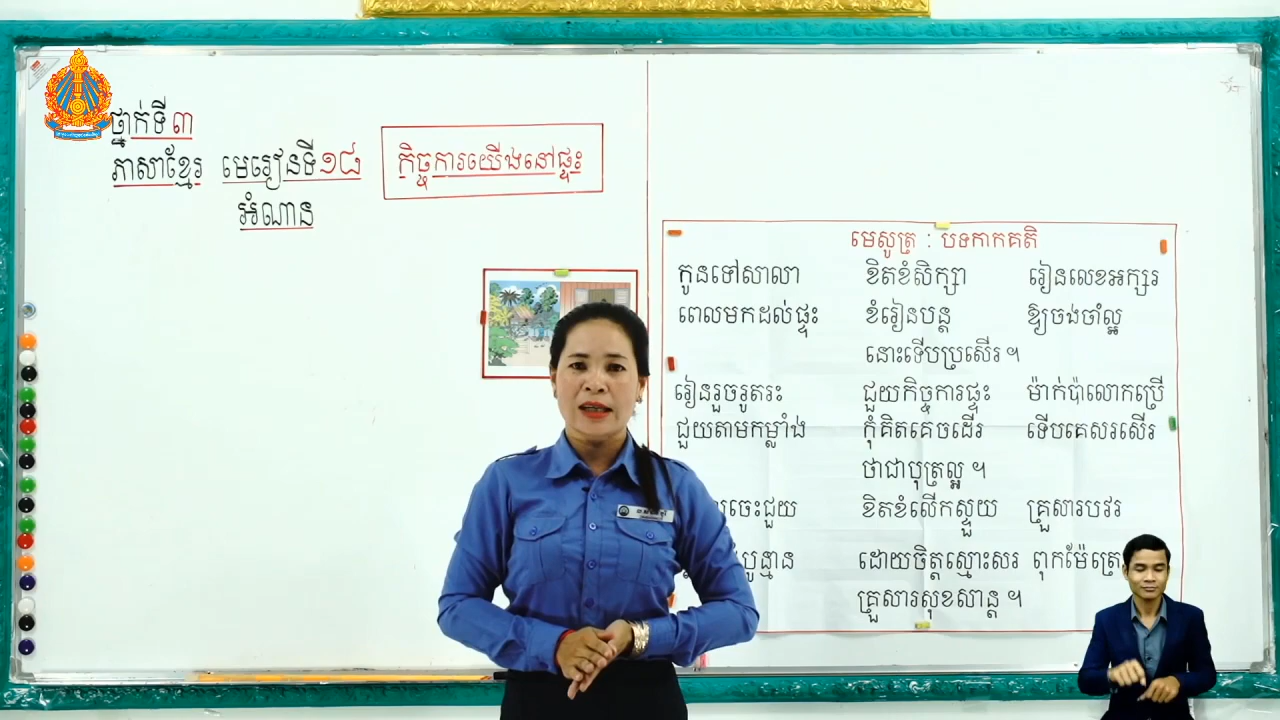 ថ្នាក់ទី ៣
ភាសាខ្មែរ មេរៀនទី១៨ កិច្ចការយើងនៅផ្ទះ
អំណាន
មេសូត្រ : បទកាកគតិ
កូនទៅសាលា ខិតខំសិក្សា រៀនលេខអក្សរ
ពេលមកដល់ផ្ទះ ខំរៀនបន្ត ឱ្យចងចាំល្អ
នោះទើបប្រសើរ ។
រៀនរួចរូតរះ ជួយកិច្ចការផ្ទះ ម៉ាក់ប៉ាលោកប្រើ
ជួយតាមកម្លាំង កុំគិតគេចដើរ ទើបគេសរសើរ
ថាជាបុត្រល្អ ។
ចេះជួយ ខិតខំលើកស្ទួយ គ្រួសារបវរ
ដោយចិត្តស្មោះសរ ពុកម៉ែត្រេ
គ្រួសារសុខសាន្ត ។